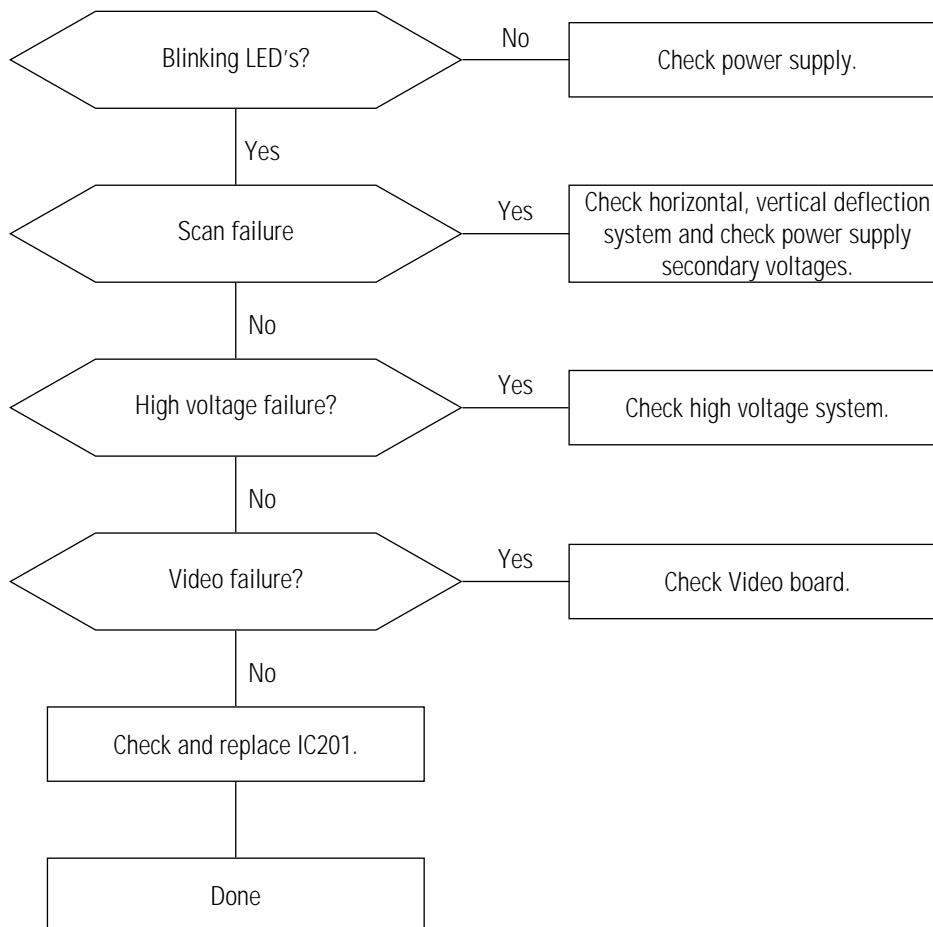 Blinking LED's?
No
Check power supply.
Yes
Scan failure
Yes
Check horizontal, vertical deflection
system and check power supply
secondary voltages.
No
High voltage failure?
Yes
Check high voltage system.
No
Video failure?
Yes
Check Video board.
No
Check and replace IC201.
Done